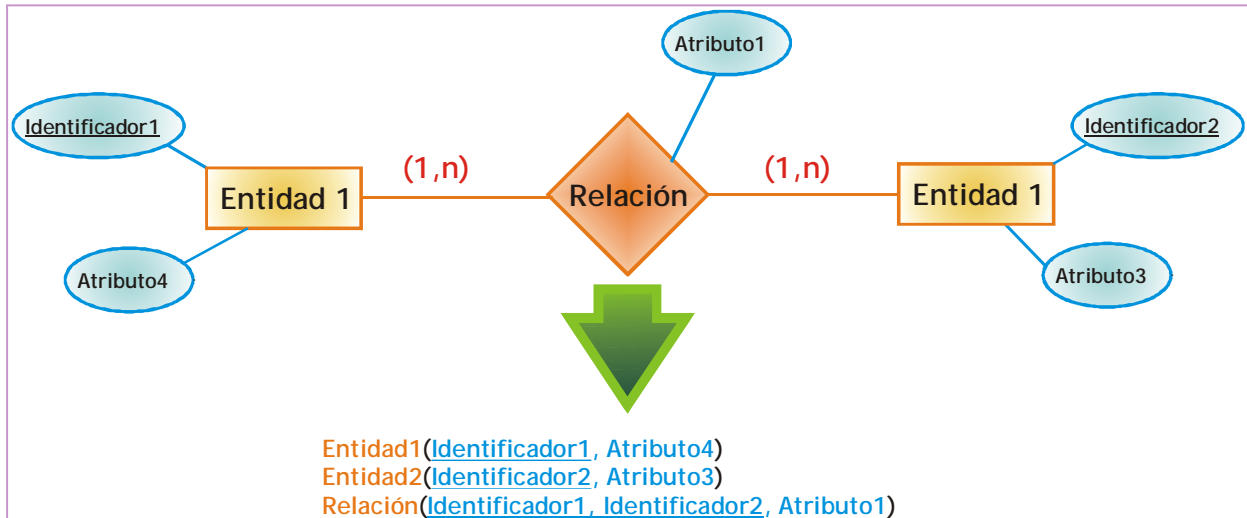 Atributo1
Identificador1
Identificador2
(1,n)
(1,n)
Entidad 1
Relación
Entidad 1
Atributo4
Atributo3
Entidad1(Identificador1, Atributo4)
Entidad2(Identificador2, Atributo3)
Relación(Identificador1, Identificador2, Atributo1)